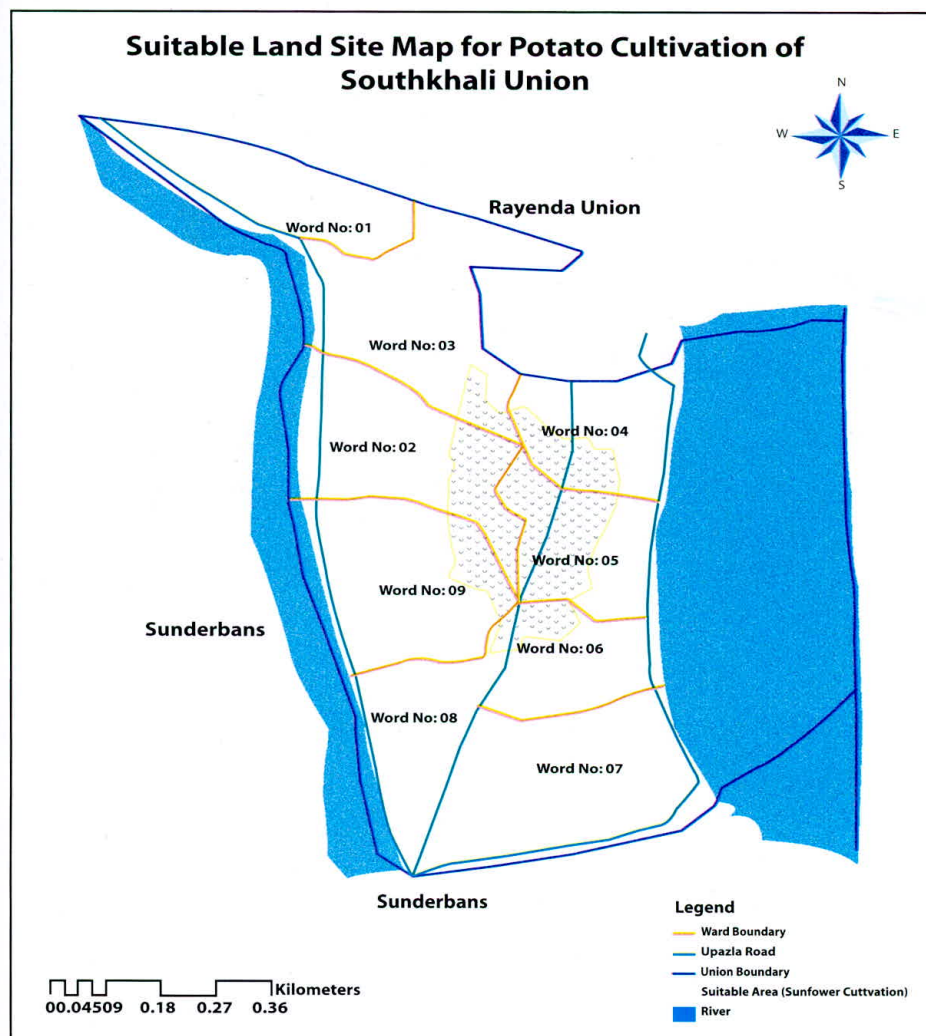 Suitable Land Site Map for Potato Cultivation of
Southkhali Union
N
W
E
S
Rayenda Union
Word No: 01
Word No: 03
Word No: 04
Word No: 02
Word No: 05
Word No: 09
Sunderbans
Word No: 06
Word No: 08
Word No: 07
Sunderbans
Legend
Ward Boundary
Upazla Road
Union Boundary
Suitable Area (Sunfower Cuttvation)
River
Kilometers
00.04509 0.18 0.27 0.36